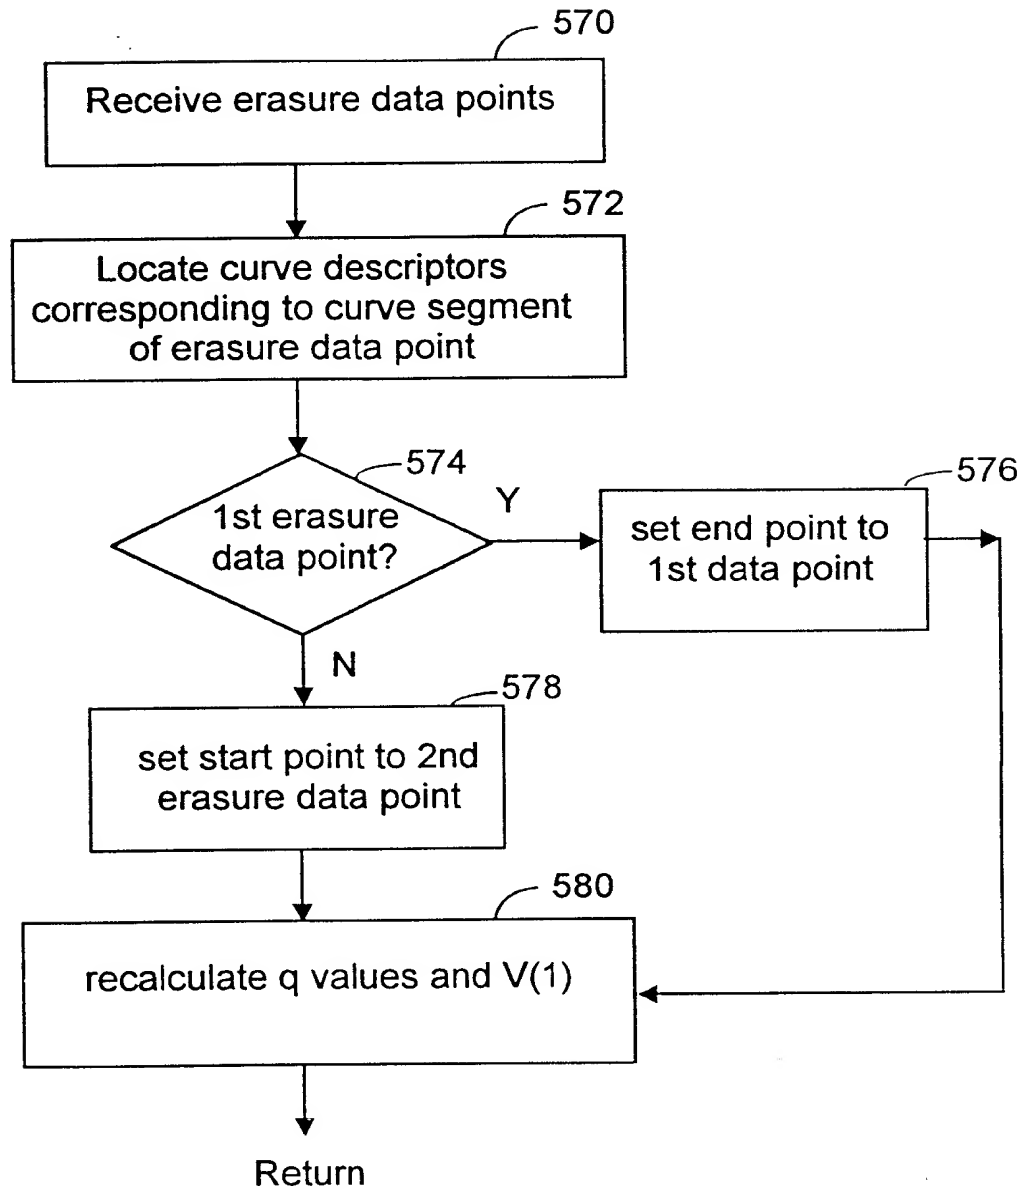 570
Receive erasure data points
572
Locate curve descriptors
corresponding to curve segment
of erasure data point
574
1st erasure
data point?
Y
576
set end point to
1st data point
N
578
set start point to 2nd
erasure data point
580
recalculate q values and V(1)
Return